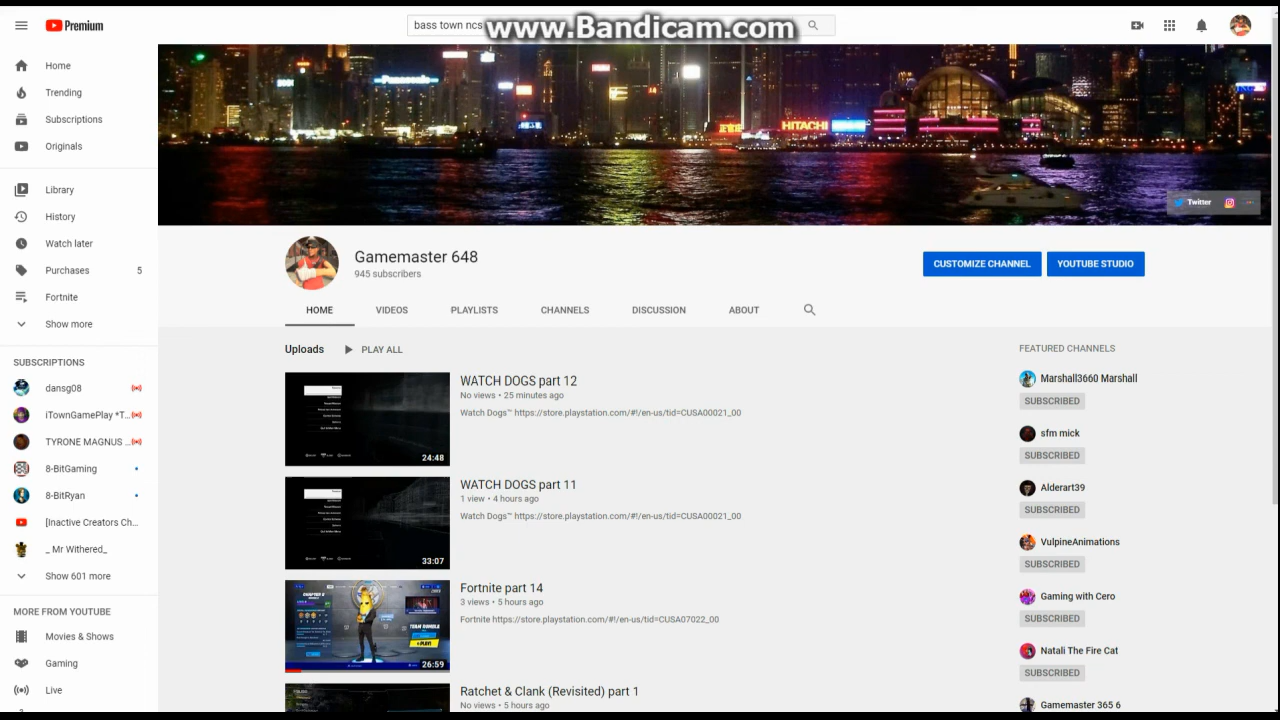 Premium
bass town ncs
www.Bandicam.com
Home
Trending
Subscriptions
Originals
Library
History
Watch later
Purchases 5
Fortnite
Show more
SUBSCRIPTIONS
dansg08
iTownGamePlay *T...
TYRONE MAGNUS ...
8-BitGaming
8-BitRyan
[Inactive Creators Ch...
_ Mr Withered_
Show 601 more
MORE FROM YOUTUBE
Movies & Shows
Gaming
Live
Panasonic
HITACHI
Twitter
Gamemaster 648
945 subscribers
CUSTOMIZE CHANNEL
YOUTUBE STUDIO
HOME VIDEOS PLAYLISTS CHANNELS DISCUSSION ABOUT
Uploads PLAY ALL
WATCH DOGS part 12
No views • 25 minutes ago
Watch Dogs™ https://store.playstation.com/#!/en-us/tid=CUSA00021_00
24:48
WATCH DOGS part 11
1 view • 4 hours ago
Watch Dogs™ https://store.playstation.com/#!/en-us/tid=CUSA00021_00
33:07
Fortnite part 14
3 views • 5 hours ago
Fortnite https://store.playstation.com/#!/en-us/tid=CUSA07022_00
CHAPTER 2
TEAM RUMBLE
26:59
Ratchet & Clank (Revisited) part 1
No views • 5 hours ago
FEATURED CHANNELS
Marshall3660 Marshall
SUBSCRIBED
sfm mick
SUBSCRIBED
Alderart39
SUBSCRIBED
VulpineAnimations
SUBSCRIBED
Gaming with Cero
SUBSCRIBED
Natali The Fire Cat
SUBSCRIBED
Gamemaster 365 6